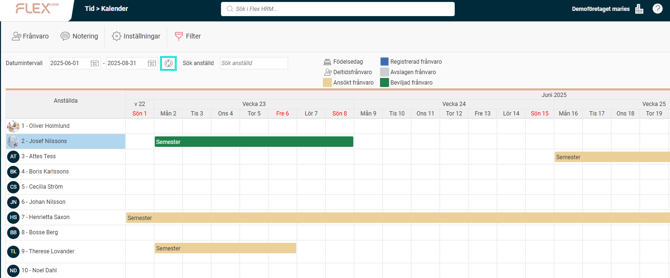 FLEX HRM
Tid > Kalender
Sök i Flex HRM...
Demoföretaget maries
?
Frånvaro
Notering
Inställningar
Filter
Datumintervall
2025-06-01
-
2025-08-31
Sök anställd
Sök anställd
Födelsedag
Registrerad frånvaro
Deltidsfrånvaro
Avslagen frånvaro
Ansökt frånvaro
Beviljad frånvaro
Anställda
Juni 2025
v 22
Vecka 23
Vecka 24
Vecka 25
Sön 1
Mån 2
Tis 3
Ons 4
Tor 5
Fre 6
Lör 7
Sön 8
Mån 9
Tis 10
Ons 11
Tor 12
Fre 13
Lör 14
Sön 15
Mån 16
Tis 17
Ons 18
Tor 19
1 - Oliver Holmlund
2 - Josef Nilssons
Semester
AT 3 - Attes Tess
Semester
BK 4 - Boris Karlssons
CS 5 - Cecilia Ström
JN 6 - Johan Nilsson
HS 7 - Henrietta Saxon
Semester
BB 8 - Bosse Berg
TL 9 - Therese Lovander
Semester
ND 10 - Noel Dahl